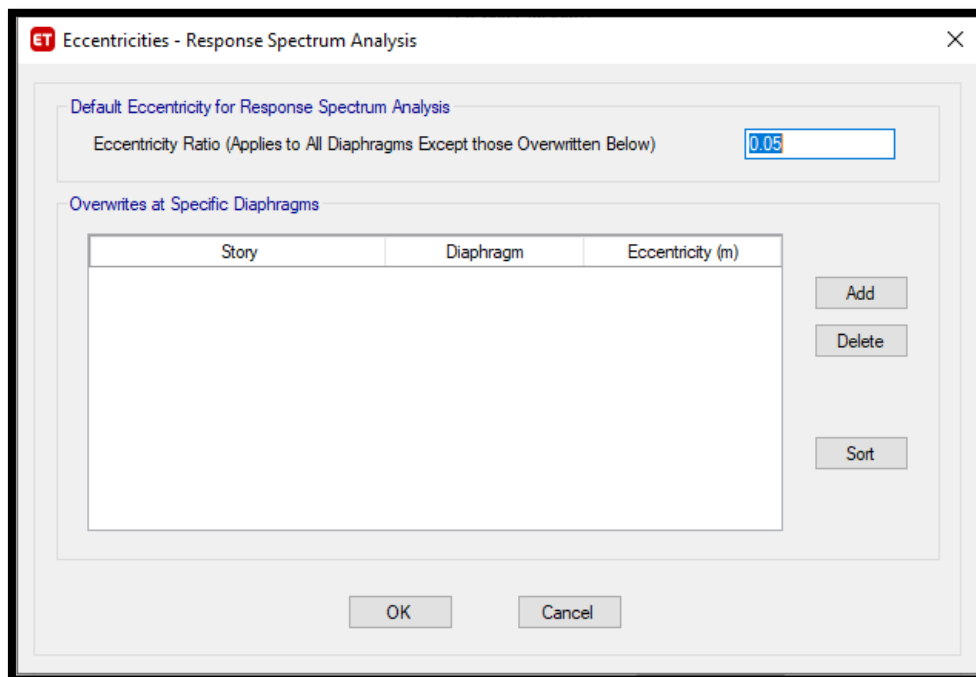 ET Eccentricities - Response Spectrum Analysis
Default Eccentricity for Response Spectrum Analysis
Eccentricity Ratio (Applies to All Diaphragms Except those Overwritten Below) 0.05
Overwrites at Specific Diaphragms
Story Diaphragm Eccentricity (m)
Add
Delete
Sort
OK Cancel